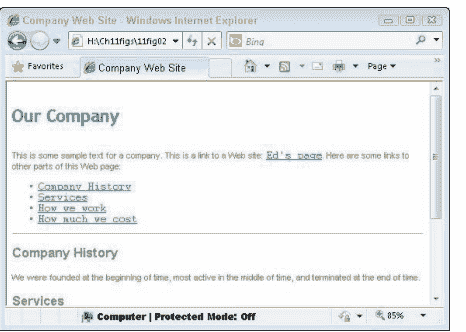 Company Web Site - Windows Internet Explorer
H:\Ch11figs\11fig02
Bing
Favorites
Company Web Site
Page
Our Company
This is some sample text for a company. This is a link to a Web site: Ed's page. Here are some links to
other parts of this Web page:
• Company History
• Services
• How we work
• How much we cost
Company History
We were founded at the beginning of time, most active in the middle of time, and terminated at the end of time.
Services
Computer | Protected Mode: Off
85%